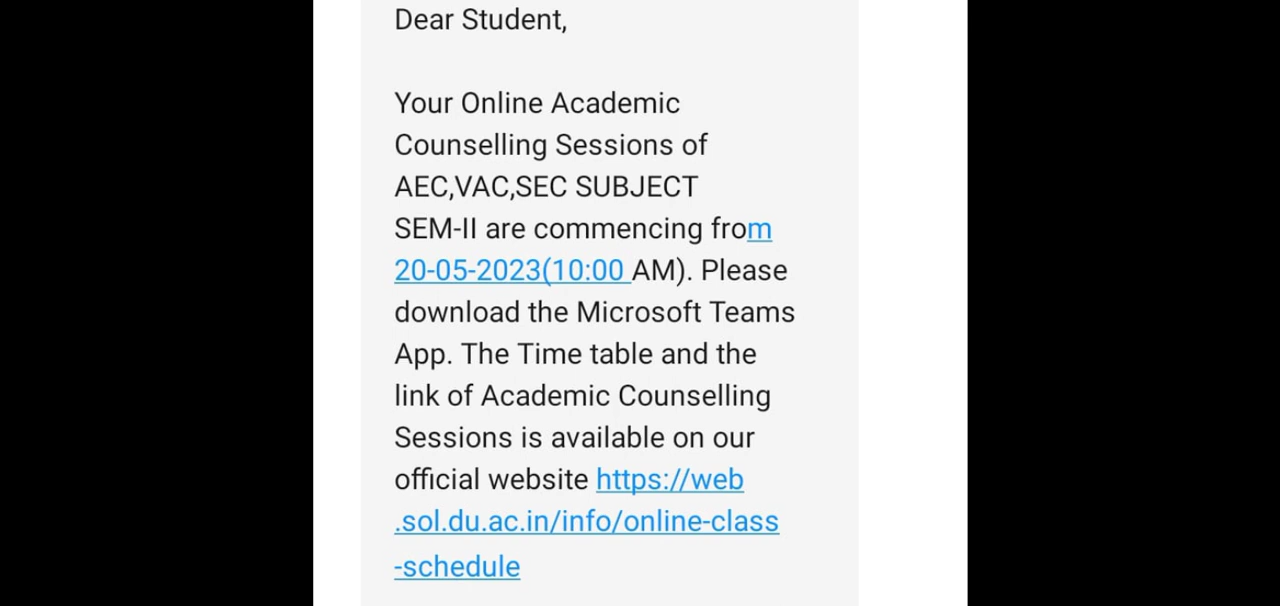 Dear Student,
Your Online Academic
Counselling Sessions of
AEC,VAC,SEC SUBJECT
SEM-II are commencing from
20-05-2023(10:00 AM). Please
download the Microsoft Teams
App. The Time table and the
link of Academic Counselling
Sessions is available on our
official website https://web
.sol.du.ac.in/info/online-class
-schedule